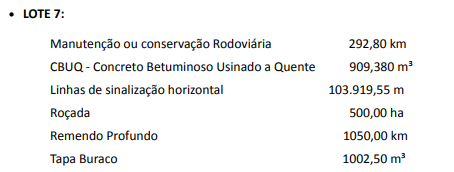 • LOTE 7:
Manutenção ou conservação Rodoviária 292,80 km
CBUQ - Concreto Betuminoso Usinado a Quente 909,380 m³
Linhas de sinalização horizontal 103.919,55 m
Roçada 500,00 ha
Remendo Profundo 1050,00 km
Tapa Buraco 1002,50 m³